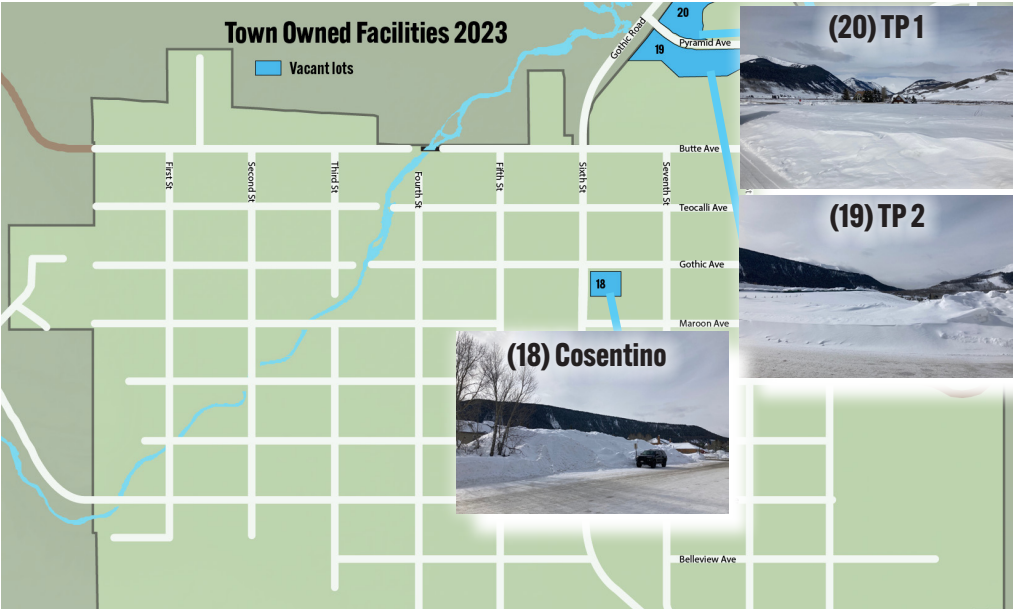 Town Owned Facilities 2023
Vacant lots
20
19
Gothic Road
Pyramid Ave
(20) TP 1
Butte Ave
First St
Second St
Third St
Fourth St
Fifth St
Sixth St
Seventh St
Teocalli Ave
(19) TP 2
Gothic Ave
18
Maroon Ave
(18) Cosentino
Belleview Ave